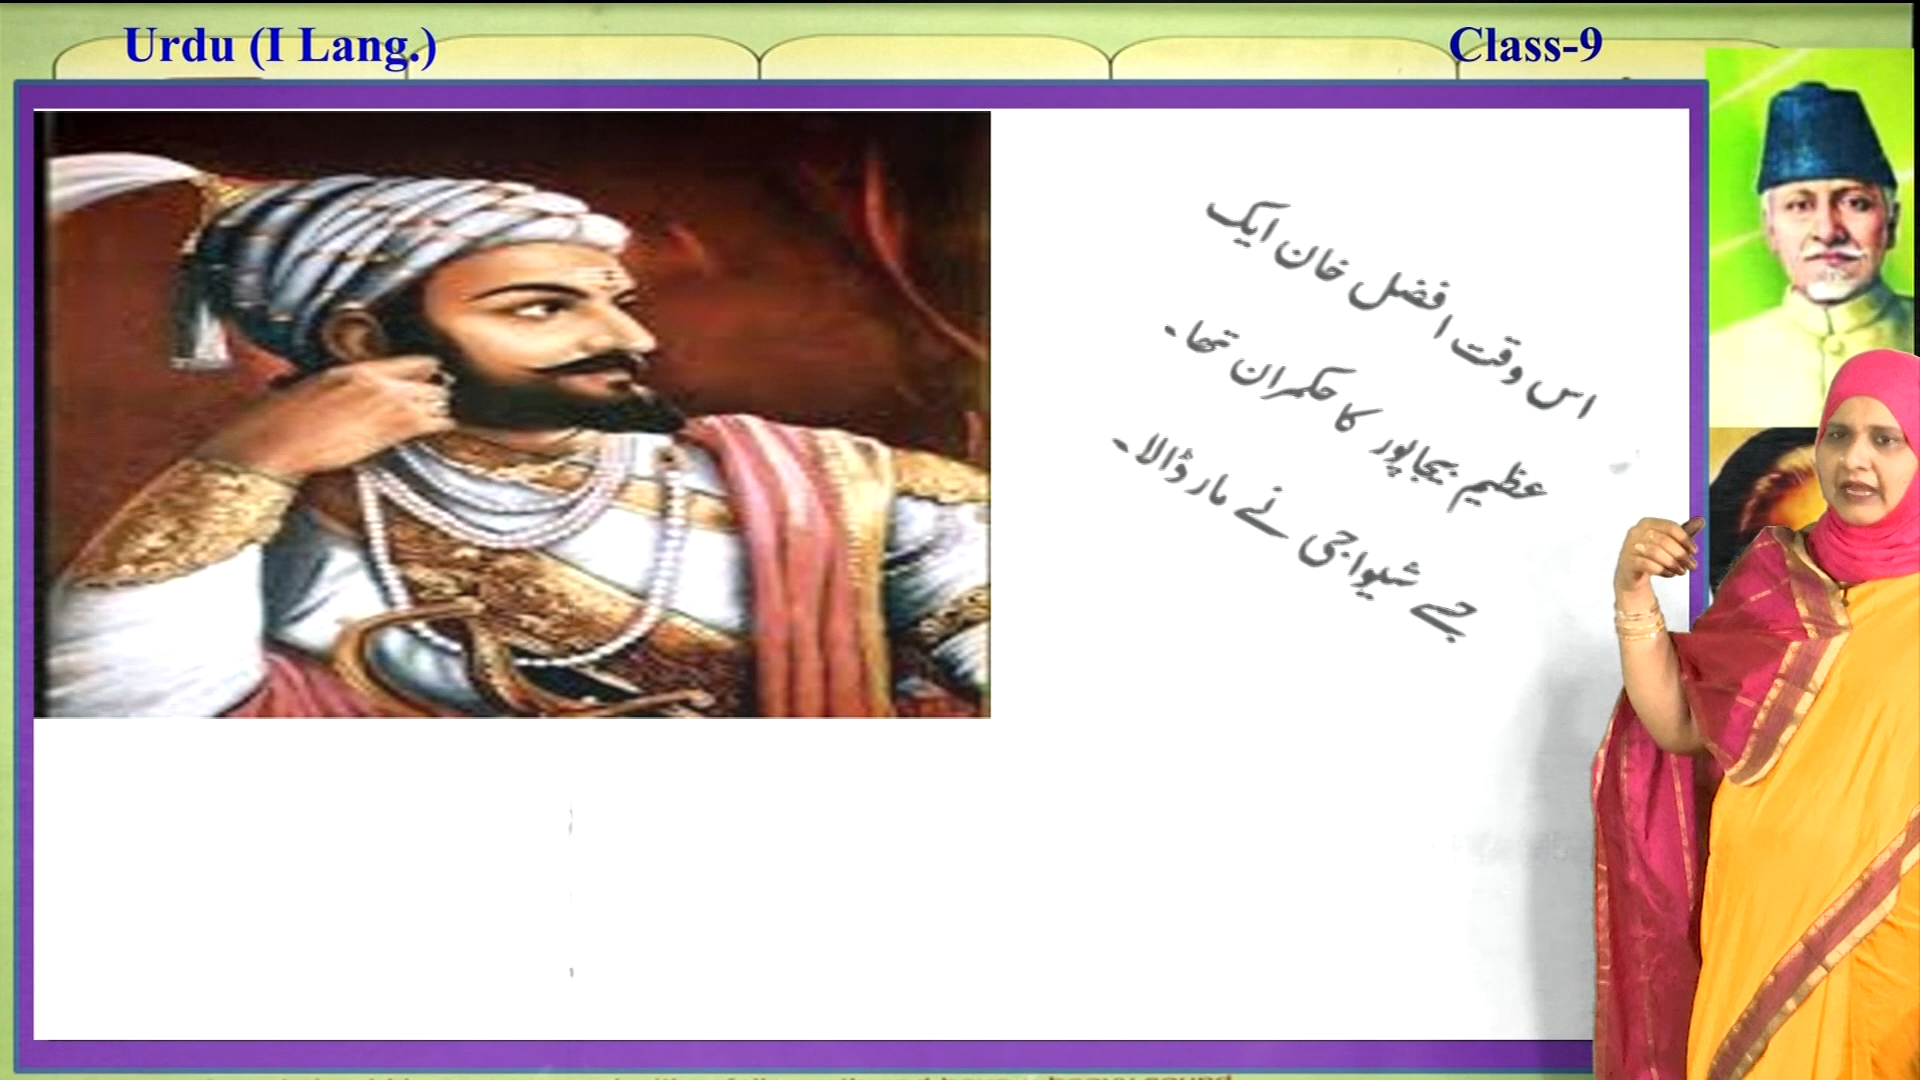 Urdu (I Lang.)
Class-9
اس وقت افضل خان ایک
عظیم بیجاپور کا حکمران تھا۔
جسے شیواجی نے مار ڈالا۔